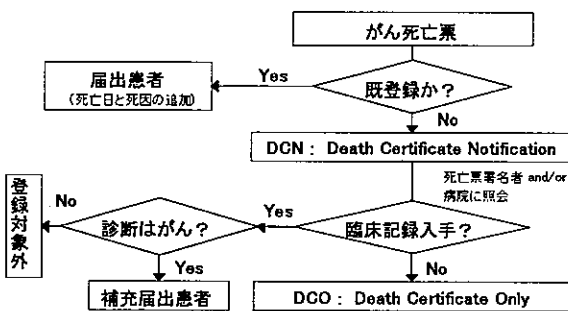 がん死亡票
届出患者
(死亡日と死因の追加)
Yes
既登録か？
No
DCN： Death Certificate Notification
死亡票署名者 and/or
病院に照会
登録対象外
No
診断はがん？
Yes
臨床記録入手？
Yes
No
補充届出患者
DCO： Death Certificate Only